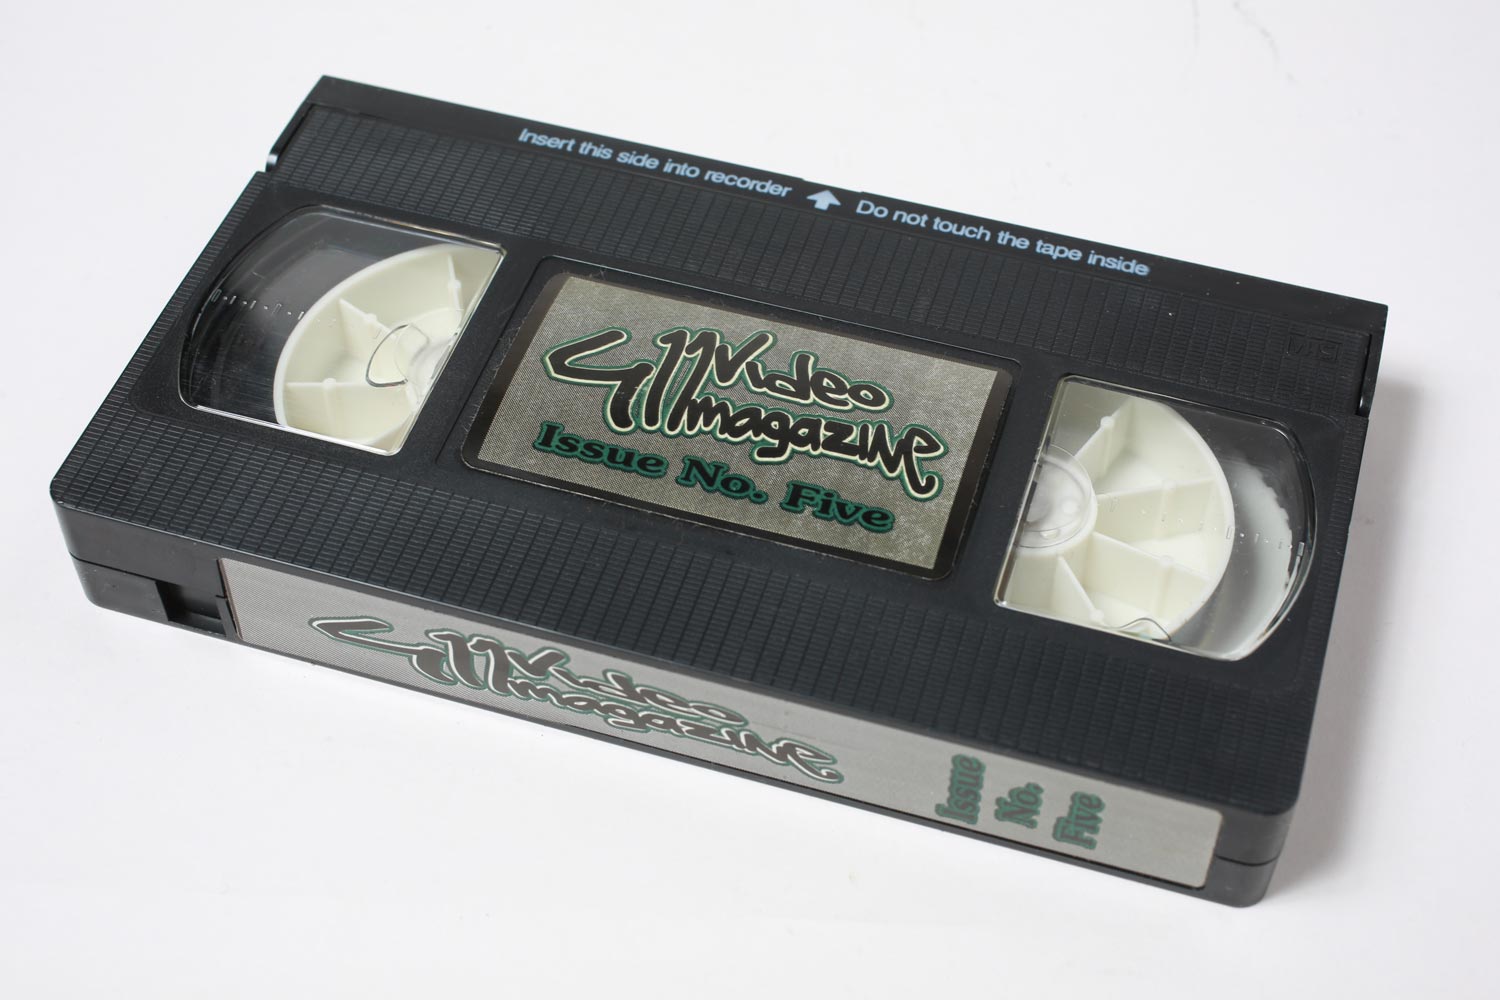 Insert this side into recorder Do not touch the tape inside
411 Video
magazine
Issue No. Five
411 Video
magazine
Issue
No.
Five